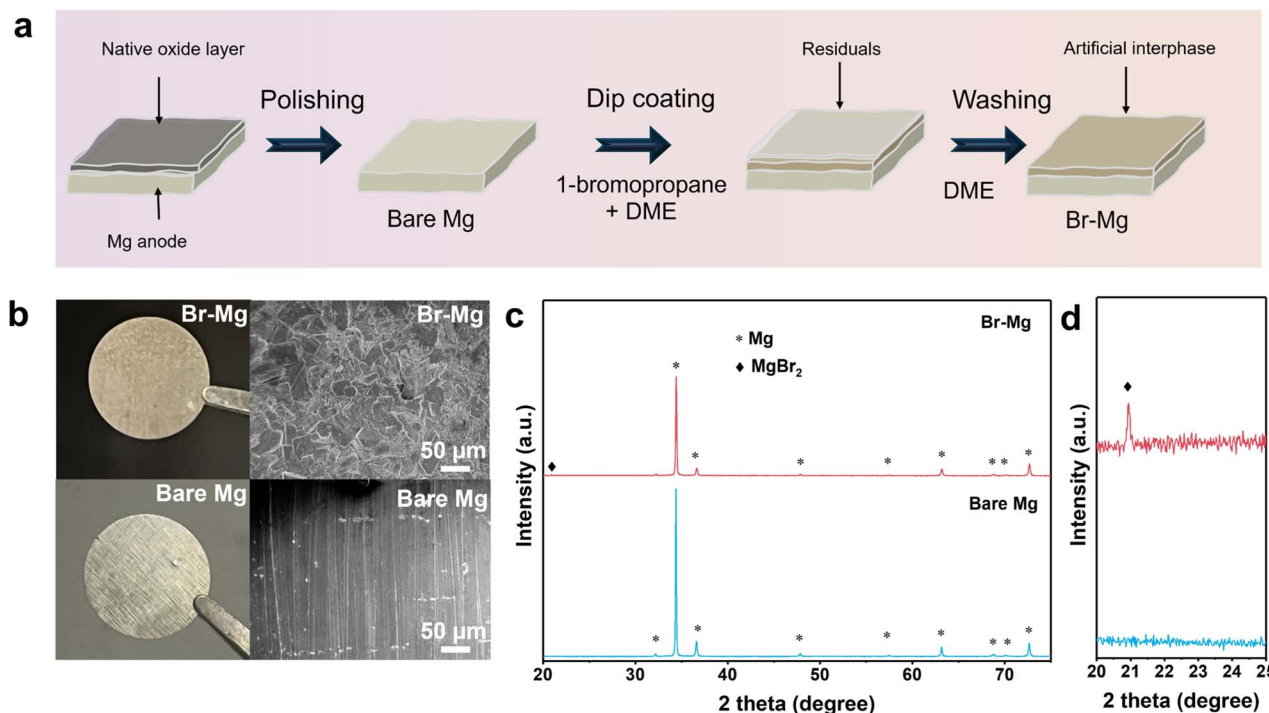 a
Native oxide layer
Mg anode
Polishing
Bare Mg
Dip coating
1-bromopropane
+ DME
Residuals
Washing
DME
Artificial interphase
Br-Mg
b
Br-Mg
Br-Mg
50 μm
Bare Mg
Bare Mg
50 μm
c
Intensity (a.u.)
Br-Mg
* Mg
♦ MgBr₂
Bare Mg
20 30 40 50 60 70
2 theta (degree)
d
Intensity (a.u.)
20 21 22 23 24 25
2 theta (degree)